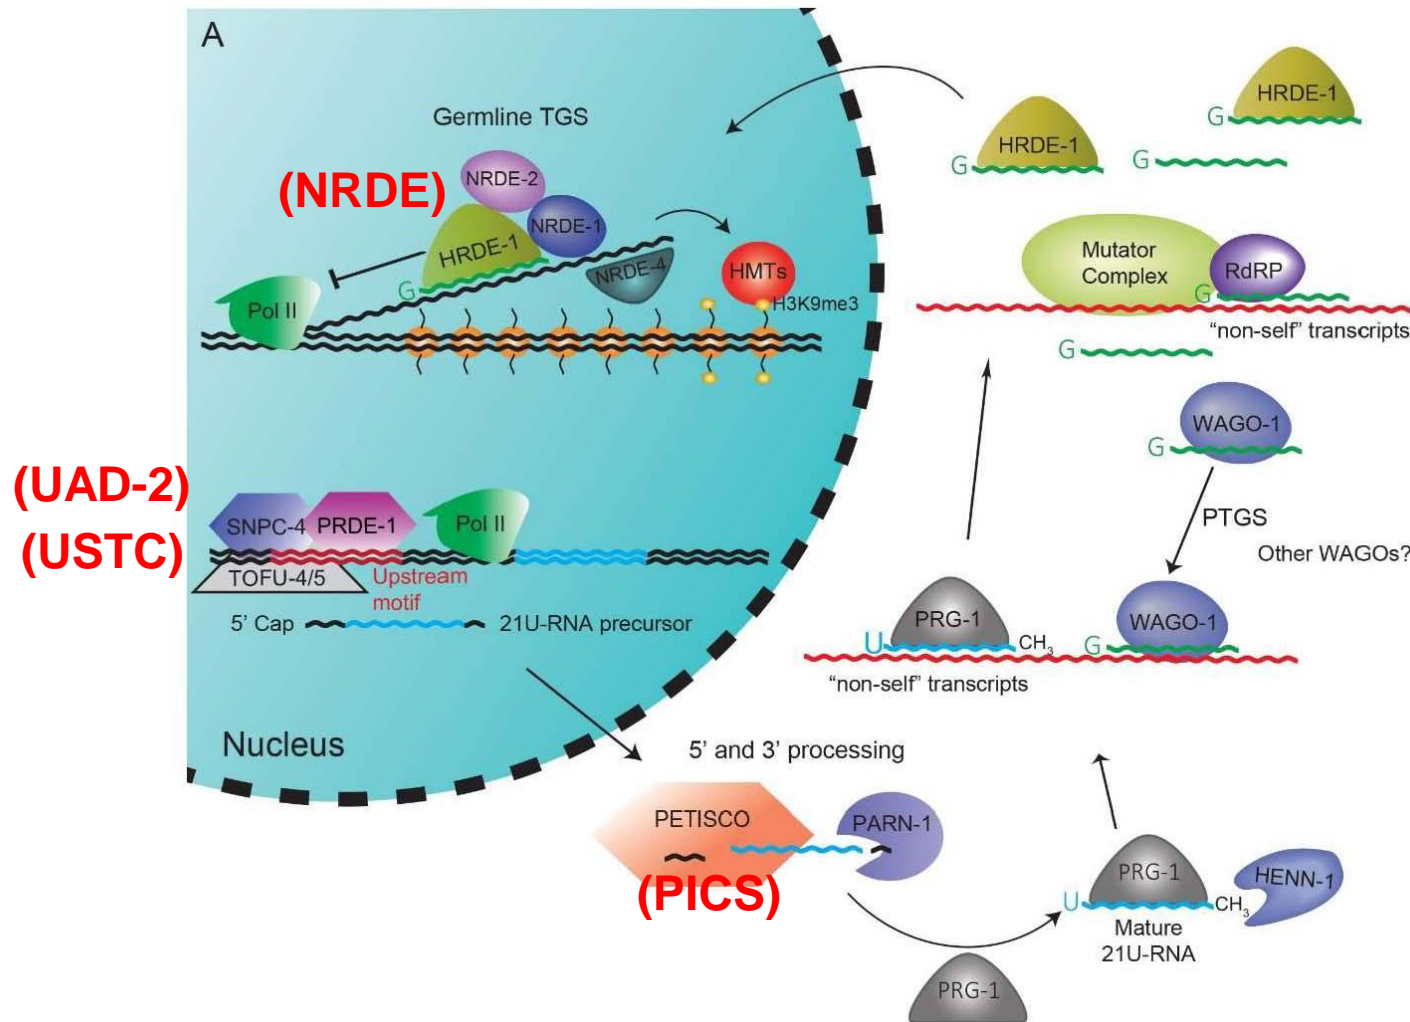 A
Germline TGS
(NRDE)
NRDE-2
NRDE-1
HRDE-1
NRDE-4
HMTs
H3K9me3
G
Pol II
(UAD-2)
(USTC)
SNPC-4
PRDE-1
Pol II
TOFU-4/5
Upstream
motif
5' Cap
21U-RNA precursor
Nucleus
HRDE-1
G
HRDE-1
G
G
Mutator
Complex
RdRP
G
"non-self" transcripts
G
WAGO-1
G
PTGS
Other WAGOs?
PRG-1
U
CH3
WAGO-1
G
"non-self" transcripts
5' and 3' processing
PETISCO
(PICS)
PARN-1
PRG-1
U
CH3
HENN-1
Mature
21U-RNA
PRG-1